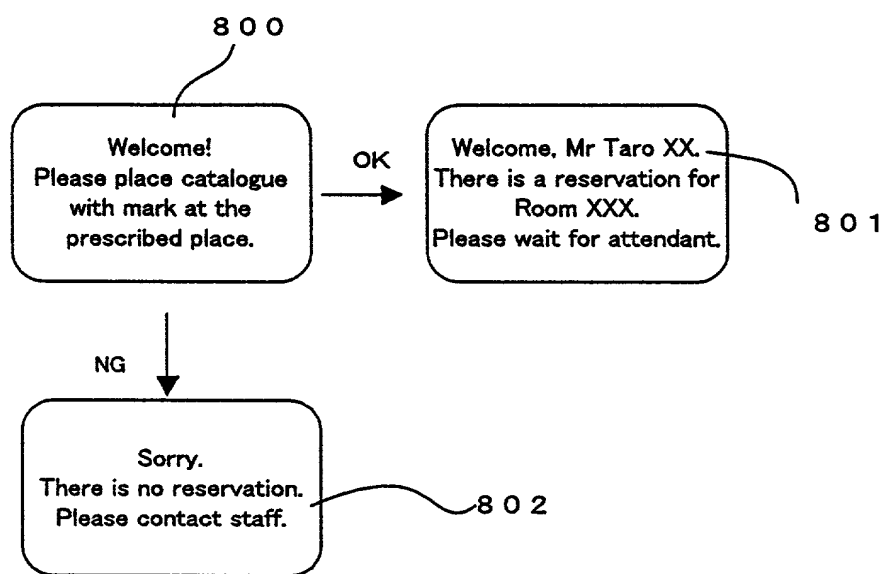 800
Welcome!
Please place catalogue
with mark at the
prescribed place.
OK
Welcome, Mr Taro XX.
There is a reservation for
Room XXX.
Please wait for attendant.
801
NG
Sorry.
There is no reservation.
Please contact staff.
802